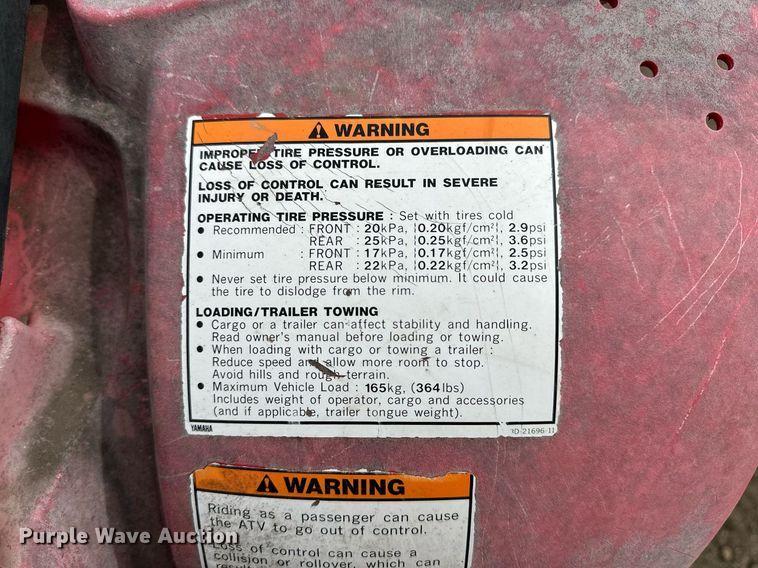 WARNING
IMPROPER TIRE PRESSURE OR OVERLOADING CAN
CAUSE LOSS OF CONTROL.
LOSS OF CONTROL CAN RESULT IN SEVERE
INJURY OR DEATH.
OPERATING TIRE PRESSURE : Set with tires cold
● Recommended : FRONT : 20kPa, {0.20kgf/cm²}, 2.9psi
REAR : 25kPa, {0.25kgf/cm²}, 3.6psi
● Minimum : FRONT : 17kPa, {0.17kgf/cm²}, 2.5psi
REAR : 22kPa, {0.22kgf/cm²}, 3.2psi
● Never set tire pressure below minimum. It could cause
the tire to dislodge from the rim.
LOADING/TRAILER TOWING
● Cargo or a trailer can affect stability and handling.
Read owner's manual before loading or towing.
● When loading with cargo or towing a trailer :
Reduce speed and allow more room to stop.
Avoid hills and rough terrain.
● Maximum Vehicle Load : 165kg, (364lbs)
Includes weight of operator, cargo and accessories
(and if applicable, trailer tongue weight).
YAMAHA
D-21696-11
WARNING
Riding as a passenger can cause
the ATV to go out of control.
Loss of control can cause a
collision or rollover, which can
Purple Wave Auction